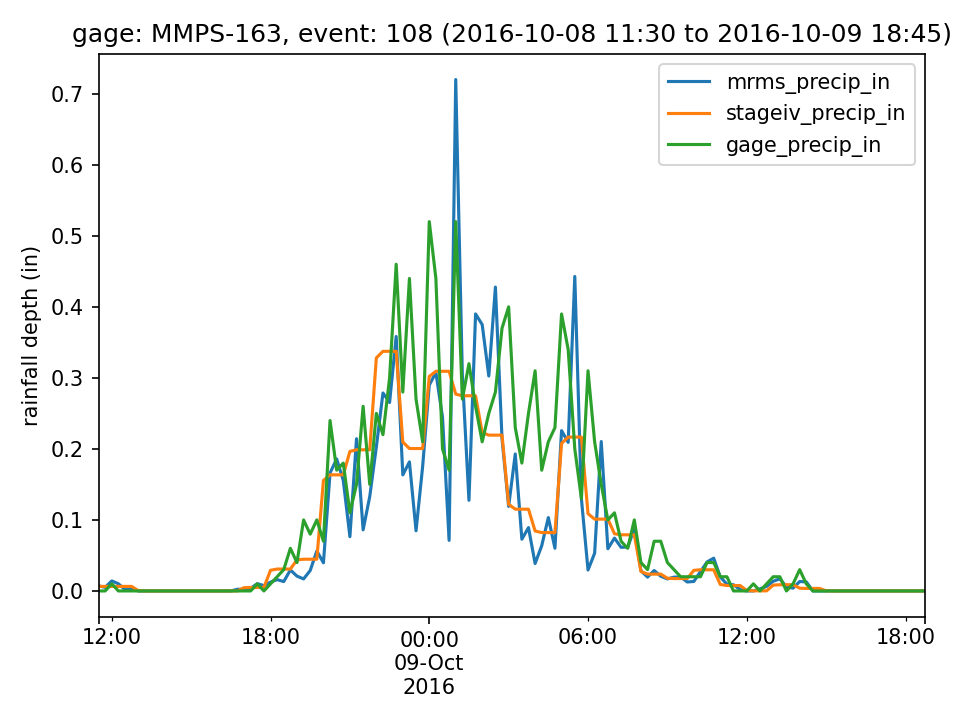 gage: MMPS-163, event: 108 (2016-10-08 11:30 to 2016-10-09 18:45)
mrms_precip_in
stageiv_precip_in
gage_precip_in
rainfall depth (in)
0.7
0.6
0.5
0.4
0.3
0.2
0.1
0.0
12:00 18:00 00:00 06:00 12:00 18:00
09-Oct
2016